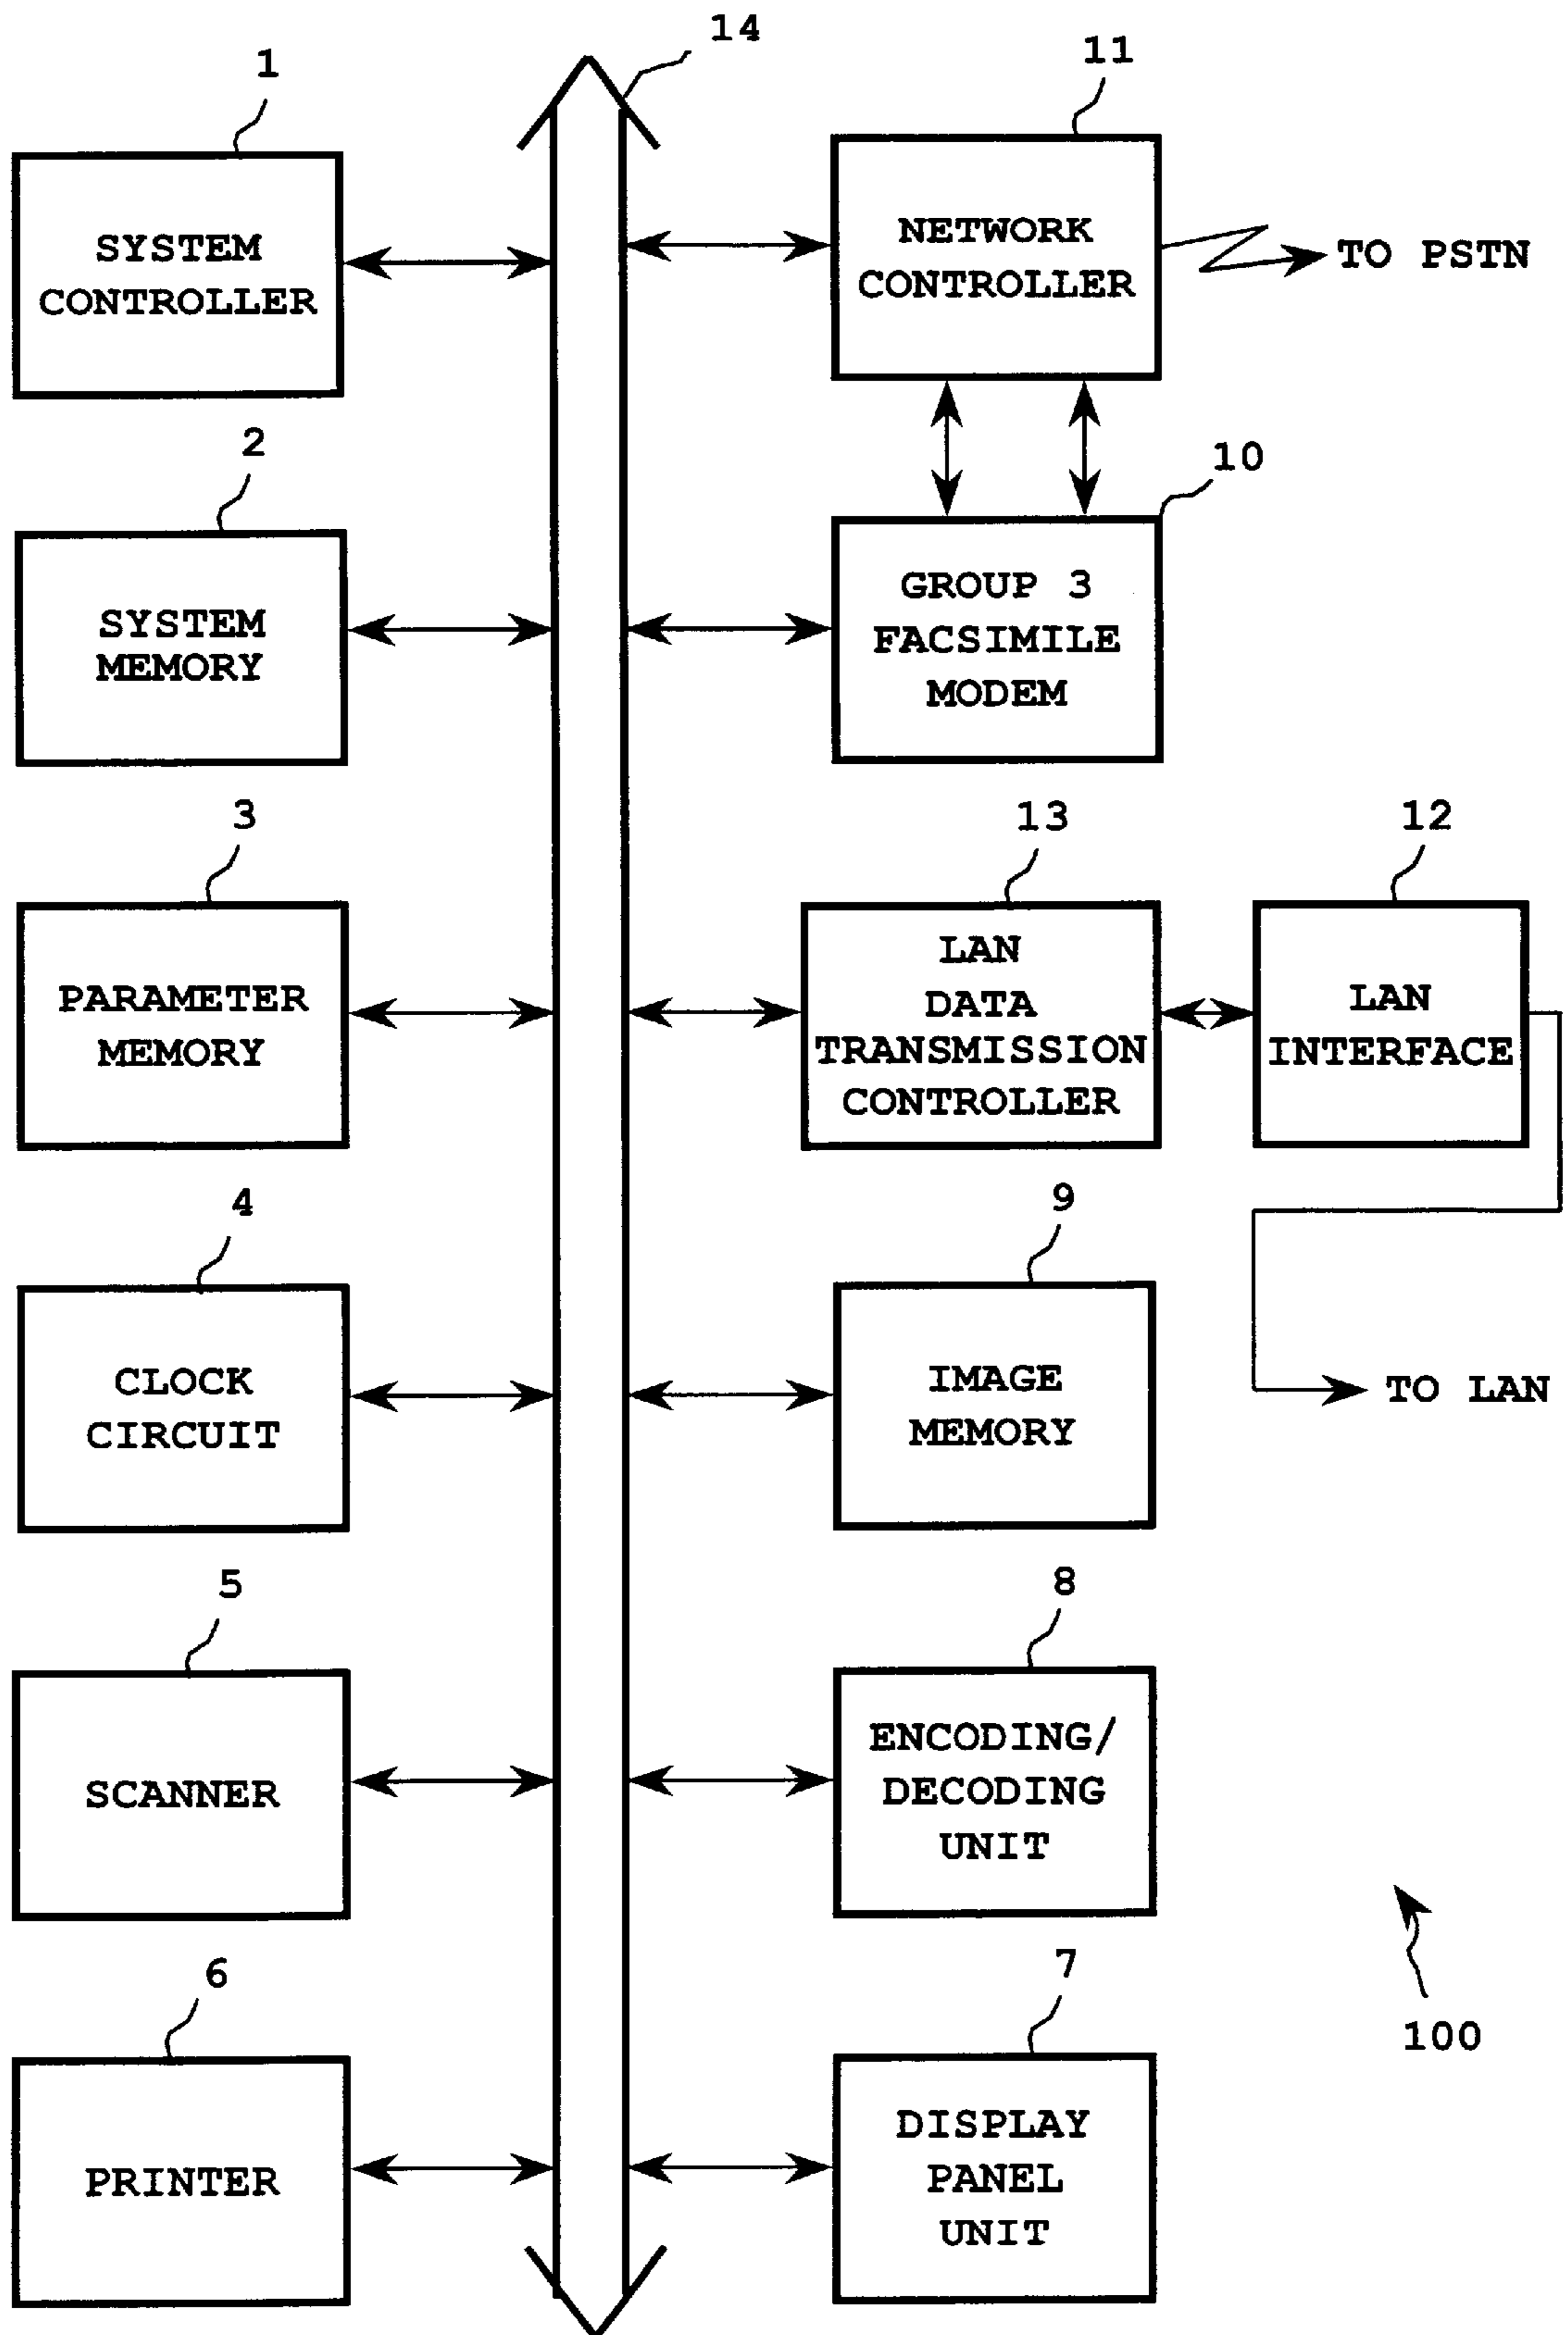 14
1
11
SYSTEM
CONTROLLER
NETWORK
CONTROLLER
TO PSTN
2
10
SYSTEM
MEMORY
GROUP 3
FACSIMILE
MODEM
3
13
12
PARAMETER
MEMORY
LAN
DATA
TRANSMISSION
CONTROLLER
LAN
INTERFACE
4
9
CLOCK
CIRCUIT
IMAGE
MEMORY
TO LAN
5
8
SCANNER
ENCODING/
DECODING
UNIT
6
7
100
PRINTER
DISPLAY
PANEL
UNIT